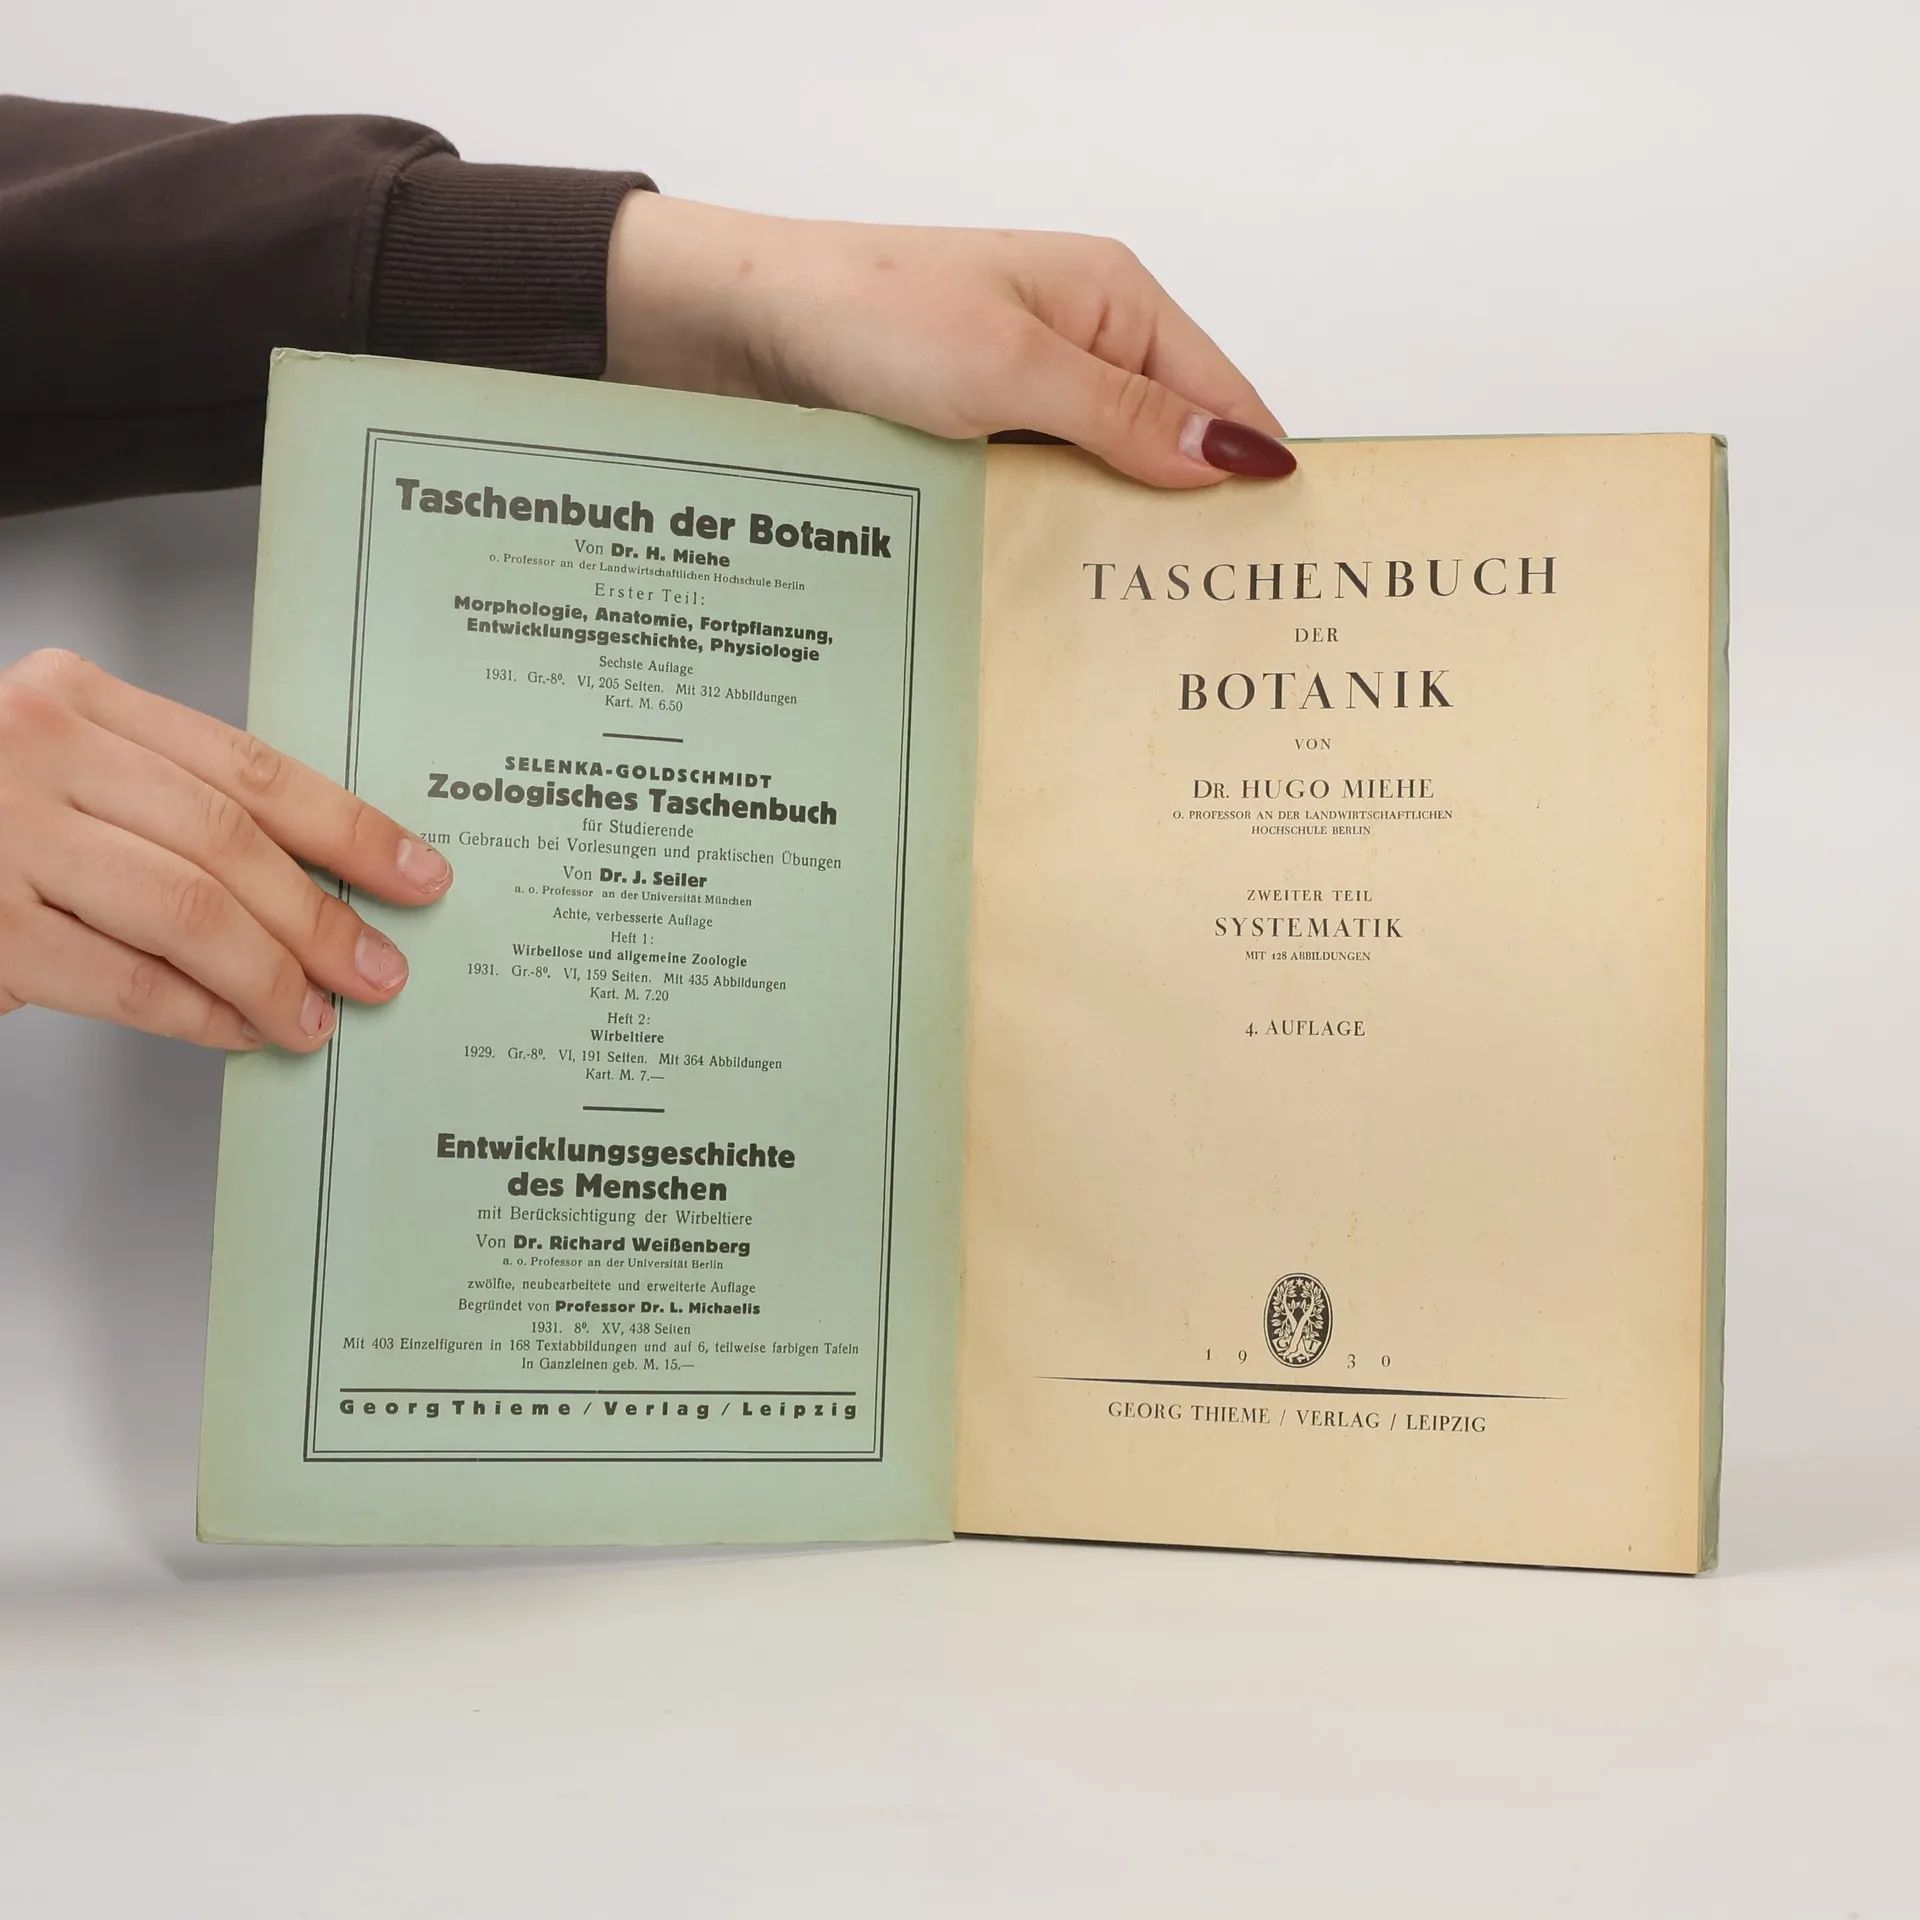 Taschenbuch der Botanik
Von Dr. H. Miehe
o. Professor an der Landwirtschaftlichen Hochschule Berlin
Erster Teil:
Morphologie, Anatomie, Fortpflanzung,
Entwicklungsgeschichte, Physiologie
Sechste Auflage
1931. Gr.-8⁰. VI, 205 Seiten. Mit 312 Abbildungen
Kart. M. 6.50
SELENKA-GOLDSCHMIDT
Zoologisches Taschenbuch
für Studierende
zum Gebrauch bei Vorlesungen und praktischen Übungen
Von Dr. J. Seiler
a. o. Professor an der Universität München
Achte, verbesserte Auflage
Heft 1:
Wirbellose und allgemeine Zoologie
1931. Gr.-8⁰. VI, 159 Seiten. Mit 435 Abbildungen
Kart. M. 7.20
Heft 2:
Wirbeltiere
1929. Gr.-8⁰. VI, 191 Seiten. Mit 364 Abbildungen
Kart. M. 7.—
Entwicklungsgeschichte
des Menschen
mit Berücksichtigung der Wirbeltiere
Von Dr. Richard Weißenberg
a. o. Professor an der Universität Berlin
zwölfte, neubearbeitete und erweiterte Auflage
Begründet von Professor Dr. L. Michaelis
1931. 8⁰. XV, 438 Seiten
Mit 403 Einzelfiguren in 168 Textabbildungen und auf 6, teilweise farbigen Tafeln
In Ganzleinen geb. M. 15.—
Georg Thieme / Verlag / Leipzig
TASCHENBUCH
DER
BOTANIK
VON
DR. HUGO MIEHE
O. PROFESSOR AN DER LANDWIRTSCHAFTLICHEN
HOCHSCHULE BERLIN
ZWEITER TEIL
SYSTEMATIK
MIT 128 ABBILDUNGEN
4. AUFLAGE
G T
1930
GEORG THIEME / VERLAG / LEIPZIG